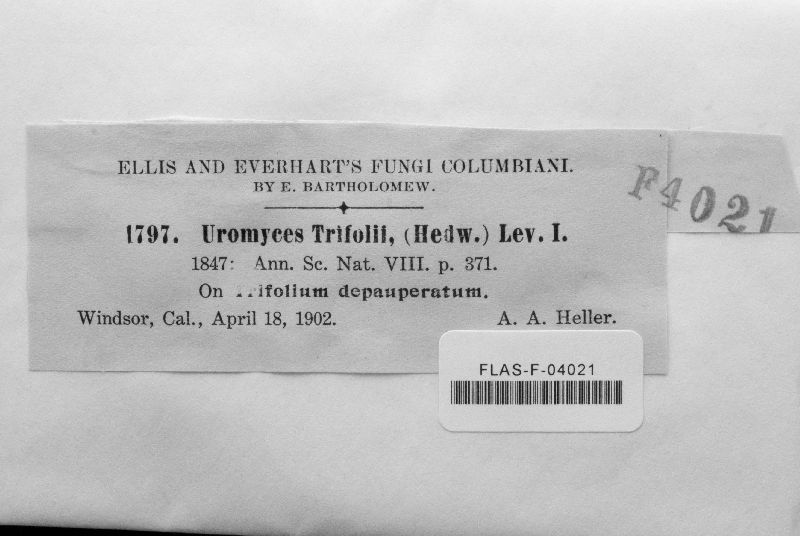 ELLIS AND EVERHART'S FUNGI COLUMBIANI.
BY E. BARTHOLOMEW.
F4021
1797. Uromyces Trifolii, (Hedw.) Lev. I.
1847: Ann. Sc. Nat. VIII. p. 371.
On Trifolium depauperatum.
Windsor, Cal., April 18, 1902. A. A. Heller.
FLAS-F-04021